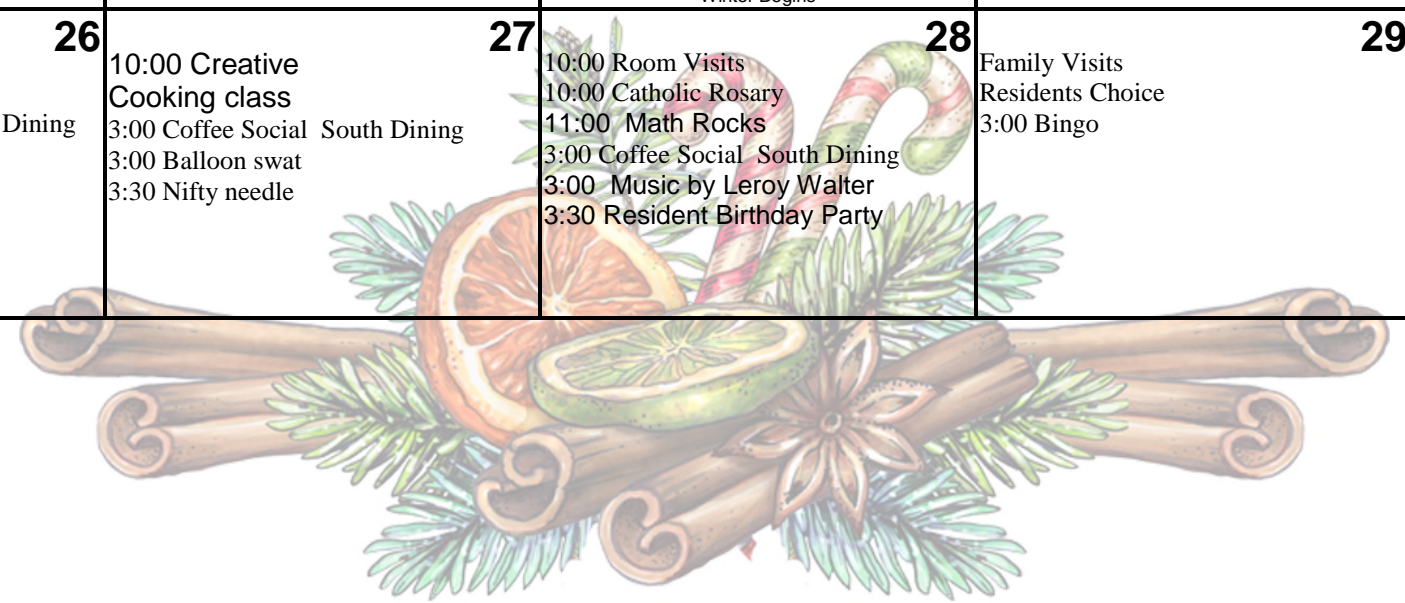 Winter Begins
26
Dining
27
10:00 Creative
Cooking class
3:00 Coffee Social  South Dining
3:00 Balloon swat
3:30 Nifty needle
28
10:00 Room Visits
10:00 Catholic Rosary
11:00  Math Rocks
3:00 Coffee Social  South Dining
3:00  Music by Leroy Walter
3:30 Resident Birthday Party
29
Family Visits
Residents Choice
3:00 Bingo